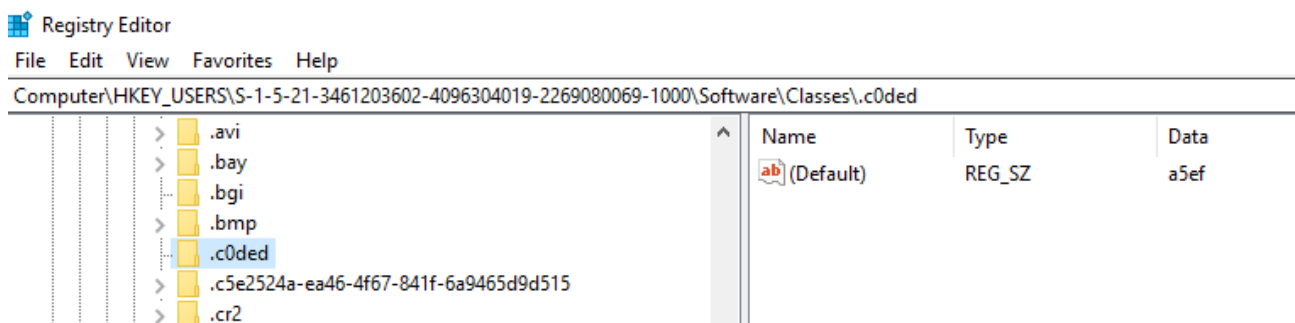 Registry Editor
File Edit View Favorites Help
Computer\HKEY_USERS\S-1-5-21-3461203602-4096304019-2269080069-1000\Software\Classes\.c0ded
.avi
.bay
.bgi
.bmp
.c0ded
.c5e2524a-ea46-4f67-841f-6a9465d9d515
.cr2
Name Type Data
ab (Default) REG_SZ a5ef